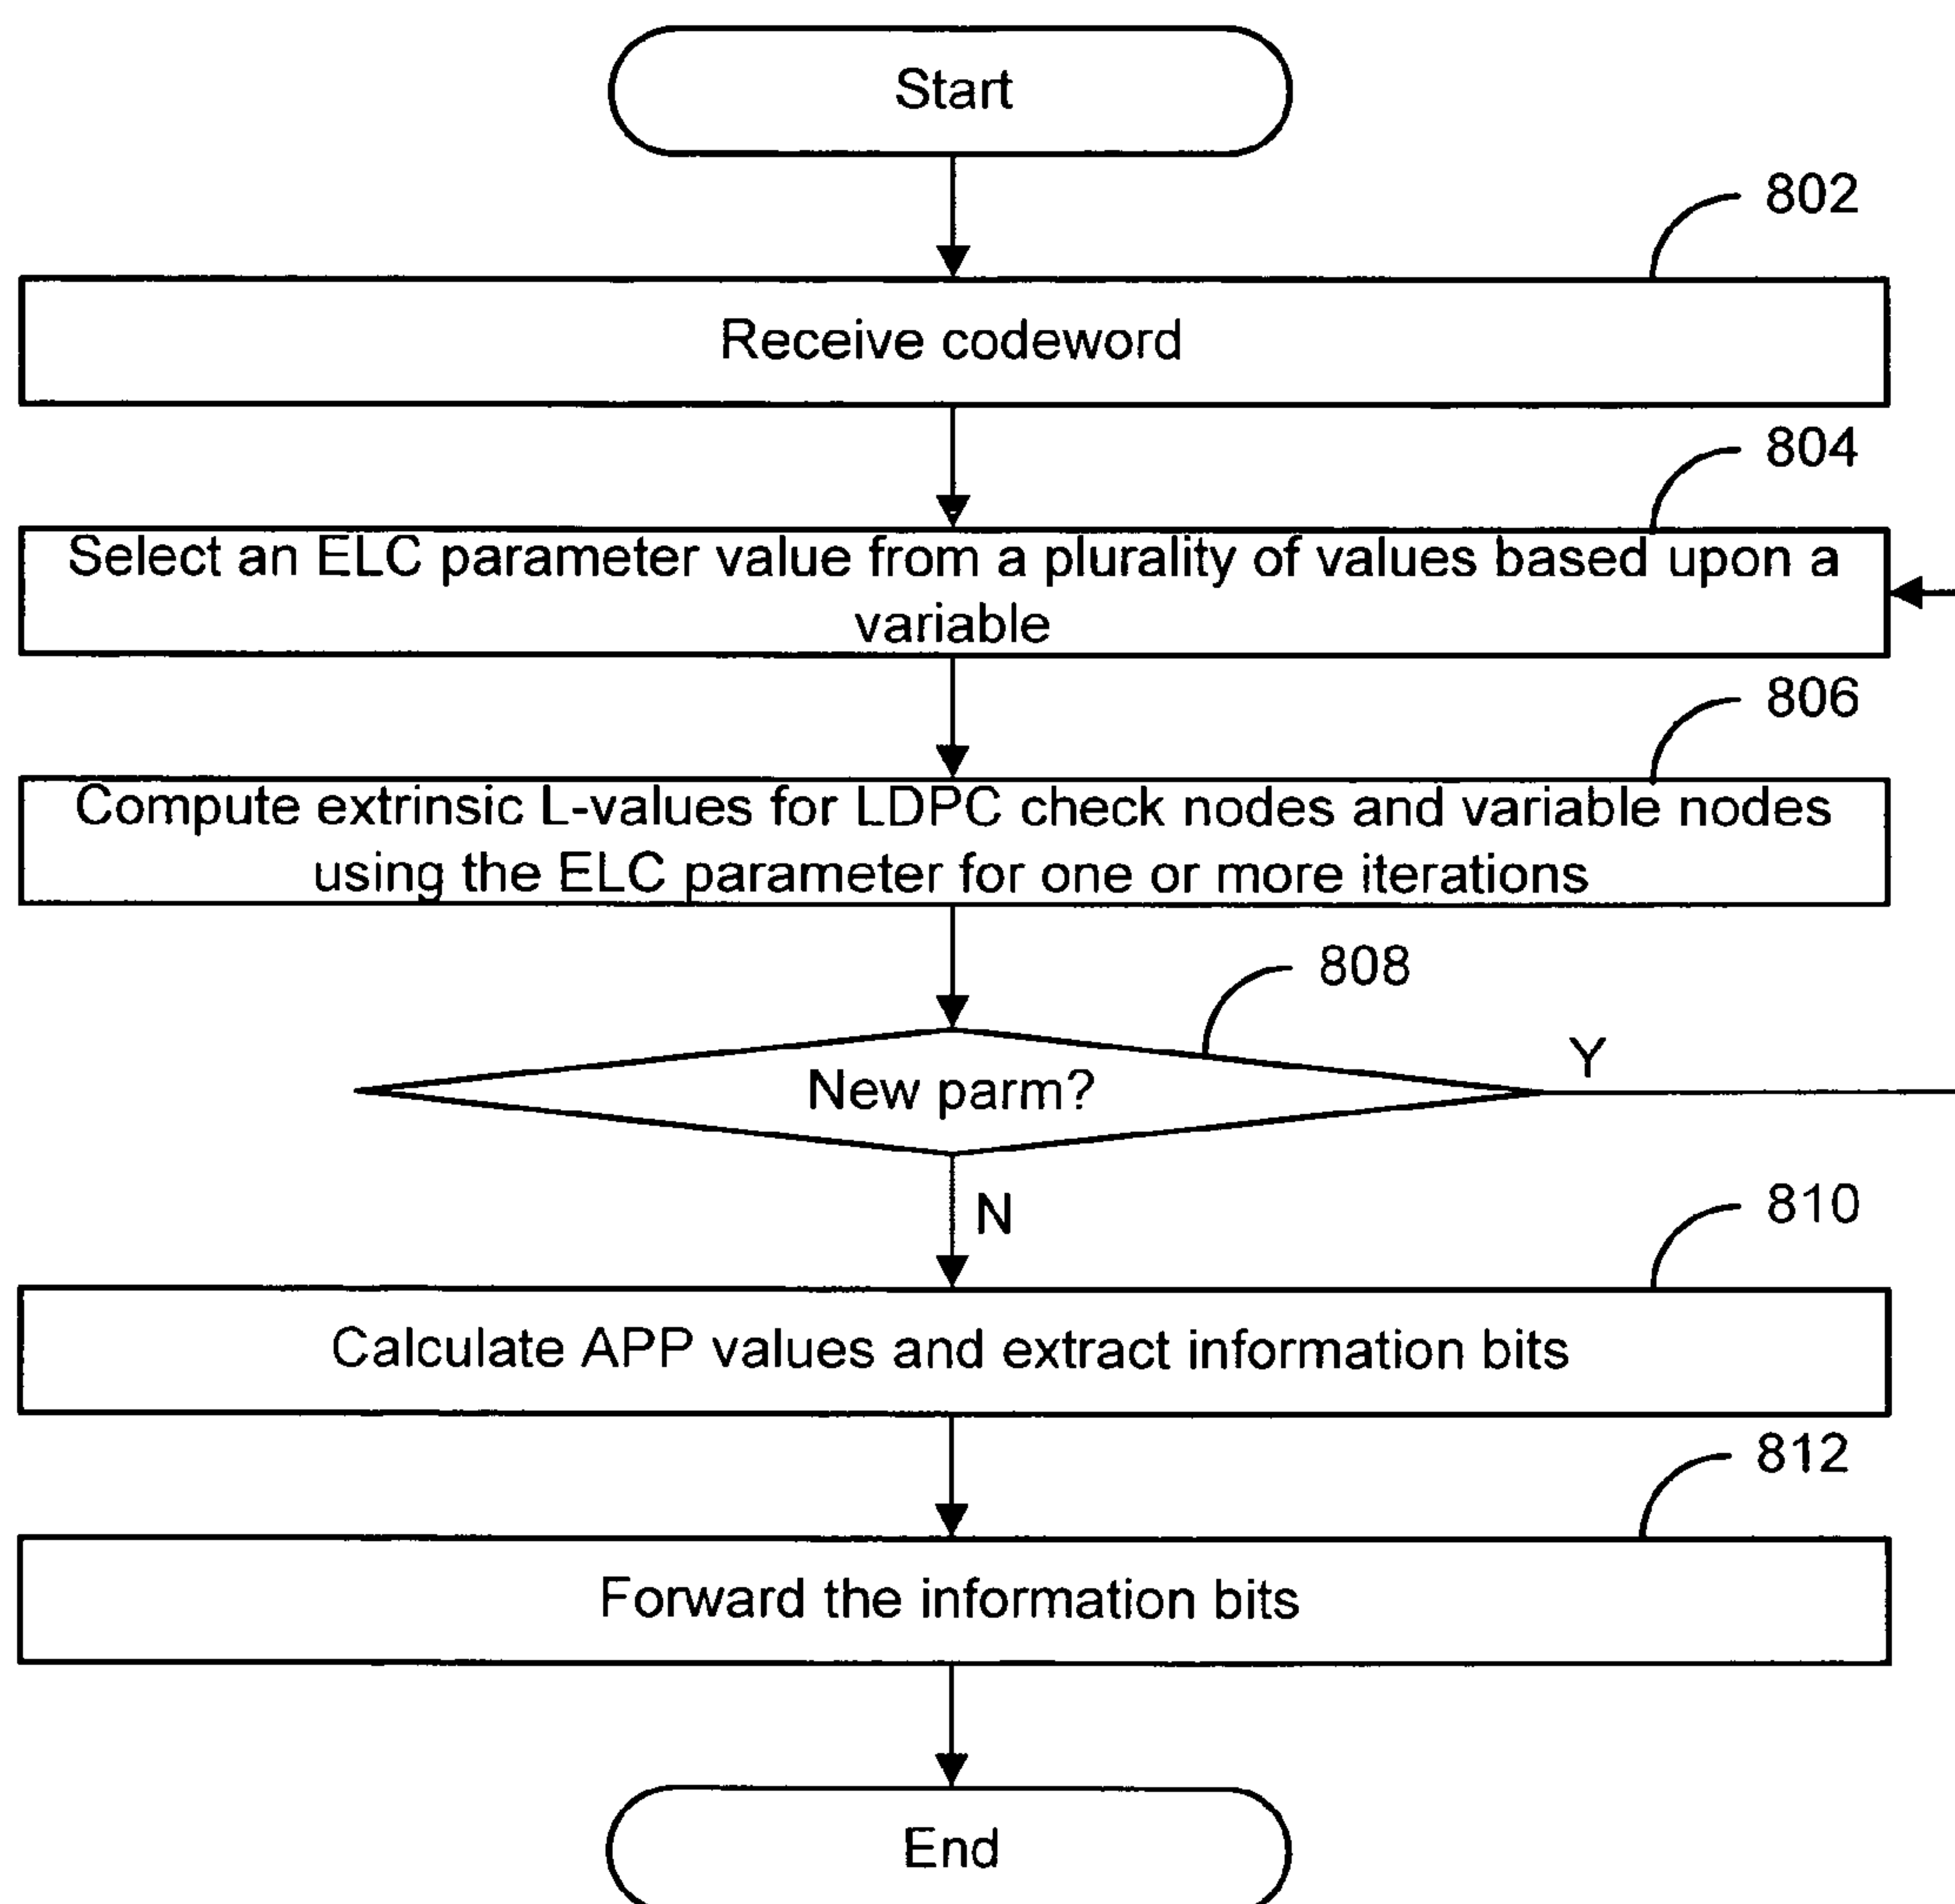 Start
802
Receive codeword
804
Select an ELC parameter value from a plurality of values based upon a
variable
806
Compute extrinsic L-values for LDPC check nodes and variable nodes
using the ELC parameter for one or more iterations
808
New parm?
Y
N
810
Calculate APP values and extract information bits
812
Forward the information bits
End